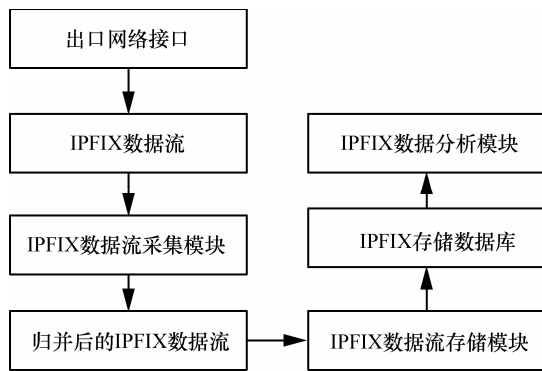 出口网络接口
IPFIX数据流
IPFIX数据流采集模块
归并后的IPFIX数据流
IPFIX数据流存储模块
IPFIX存储数据库
IPFIX数据分析模块